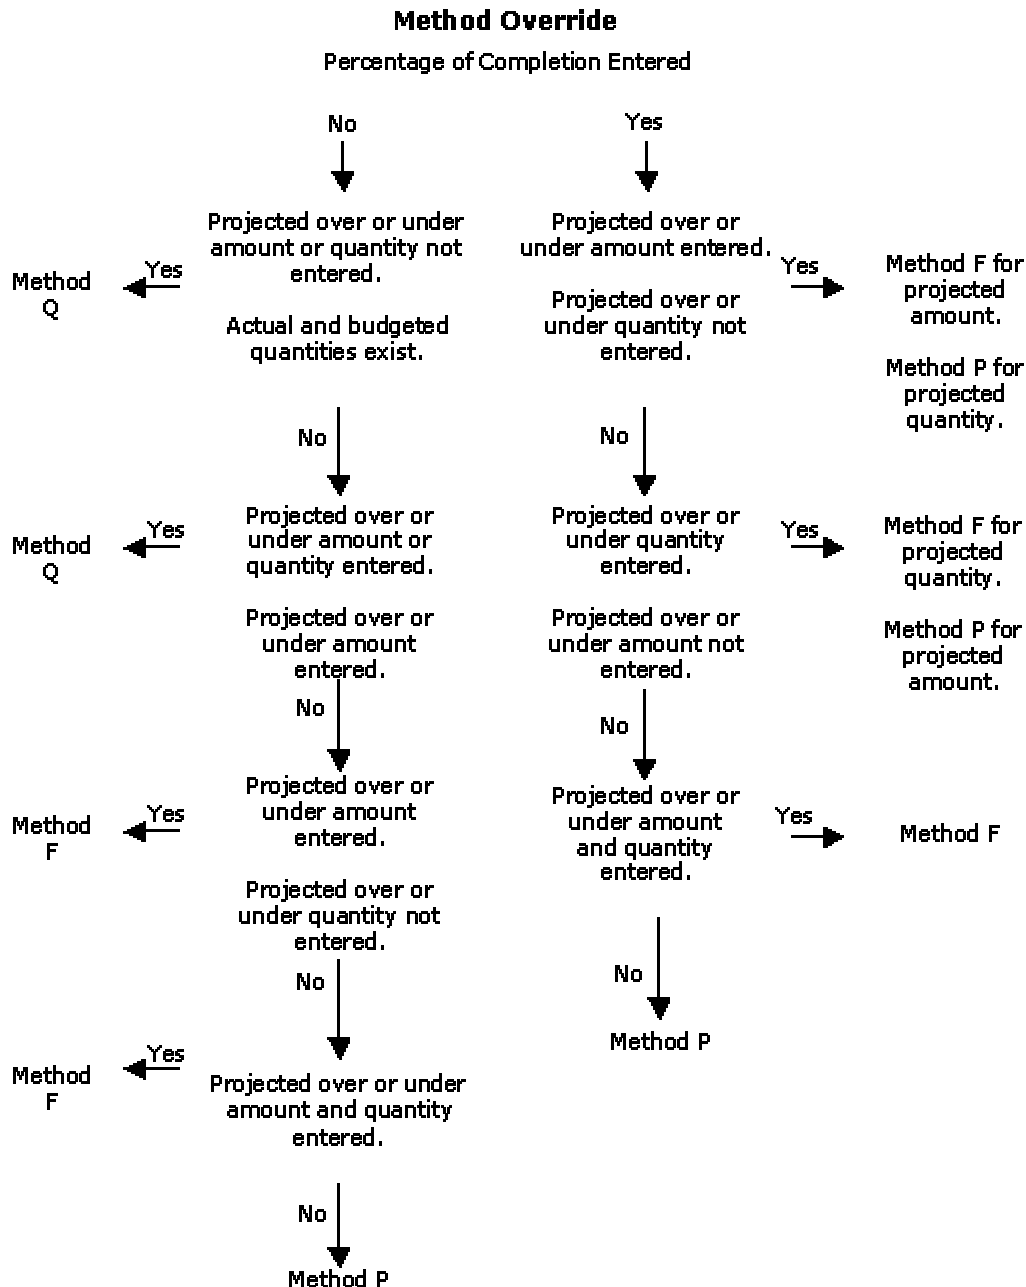 Method Override
Percentage of Completion Entered
No
Yes
Projected over or under
amount or quantity not
entered.
Actual and budgeted
quantities exist.
Yes
Method
Q
Projected over or
under amount entered.
Projected over or
under quantity not
entered.
Yes
Method F for
projected
amount.
Method P for
projected
quantity.
No
No
Projected over or
under amount or
quantity entered.
Projected over or
under amount
entered.
Yes
Method
Q
Projected over or
under quantity
entered.
Projected over or
under amount not
entered.
Yes
Method F for
projected
quantity.
Method P for
projected
amount.
No
No
Projected over or
under amount
entered.
Projected over or
under quantity not
entered.
Yes
Method
F
Projected over or
under amount
and quantity
entered.
Yes
Method F
No
No
Method P
Yes
Method
F
Projected over or under
amount and quantity
entered.
No
Method P